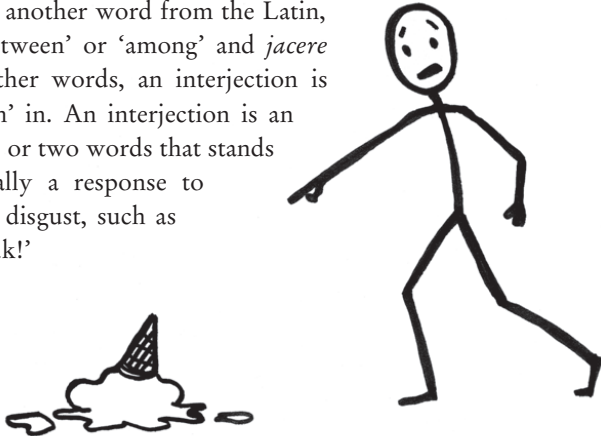 another word from the Latin,
tween’ or ‘among’ and jacere
ther words, an interjection is
n’ in. An interjection is an
or two words that stands
ally a response to
disgust, such as
k!’